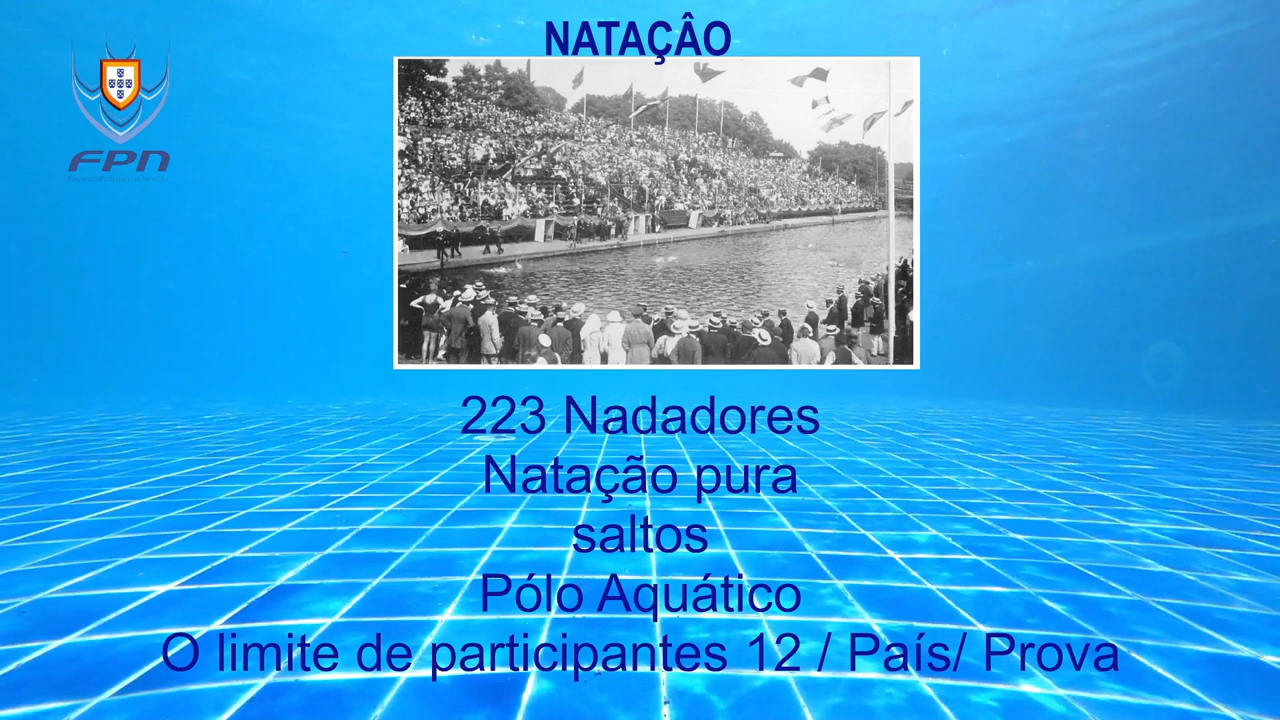 NATAÇÂO
FPN
223 Nadadores
Natação pura
saltos
Pólo Aquático
O limite de participantes 12 / País/ Prova